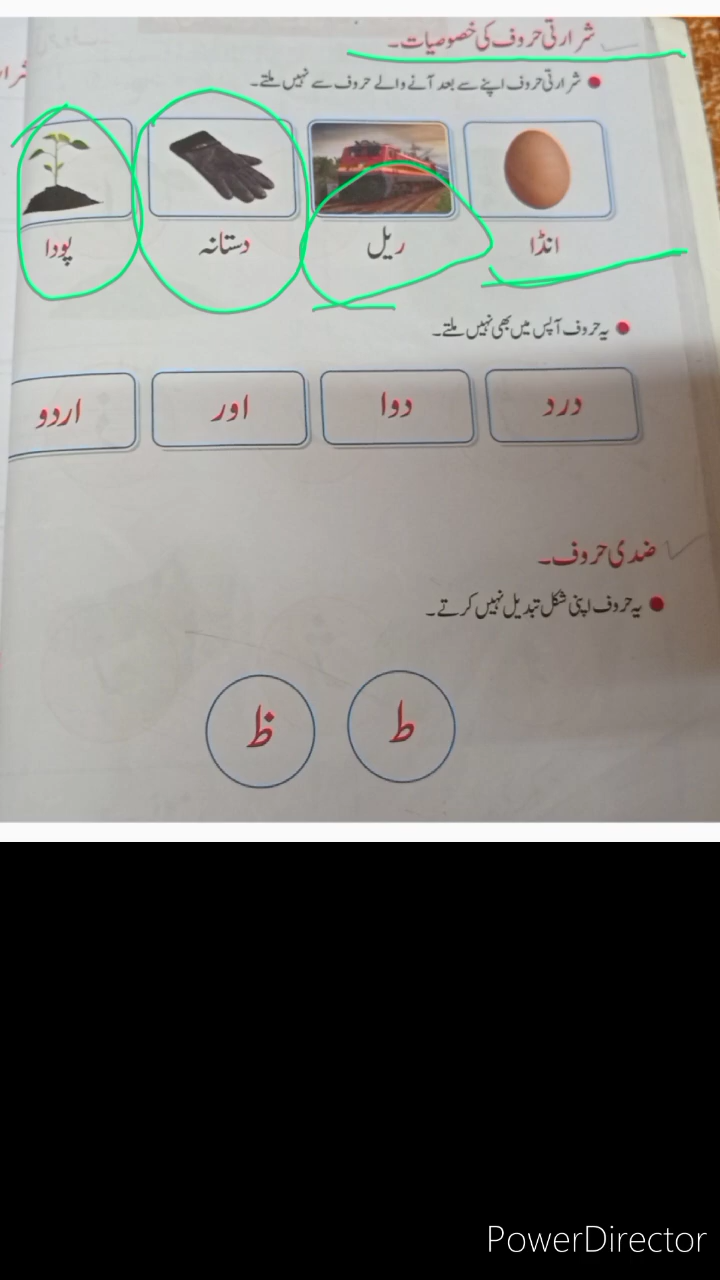 شرارتی حروف کی خصوصیات۔
شرارتی حروف اپنے سے بعد آنے والے حروف سے نہیں ملتے۔
انڈا ریل دستانہ پودا
یہ حروف آپس میں بھی نہیں ملتے۔
درد دوا اور اردو
ضدی حروف۔
یہ حروف اپنی شکل تبدیل نہیں کرتے۔
ط ظ
PowerDirector